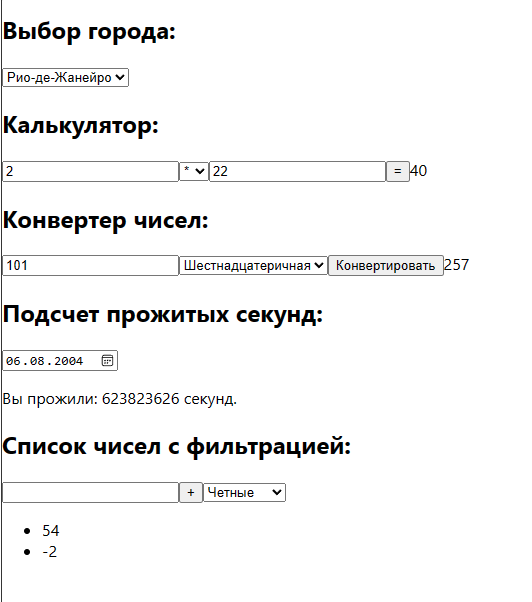 Выбор города:
Рио-де-Жанейро
Калькулятор:
2 * 22 = 40
Конвертер чисел:
101 Шестнадцатеричная Конвертировать 257
Подсчет прожитых секунд:
06.08.2004
Вы прожили: 623823626 секунд.
Список чисел с фильтрацией:
+ Четные
54
-2